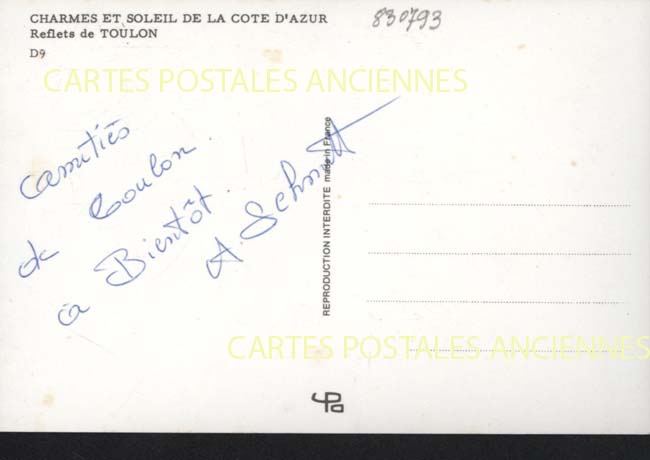 CHARMES ET SOLEIL DE LA COTE D'AZUR
Reflets de TOULON
D9
830793
CARTES POSTALES ANCIENNES
amitiés
de Toulon.
a Bientôt.
A. Schmitt
REPRODUCTION INTERDITE made in France
CARTES POSTALES ANCIENNES